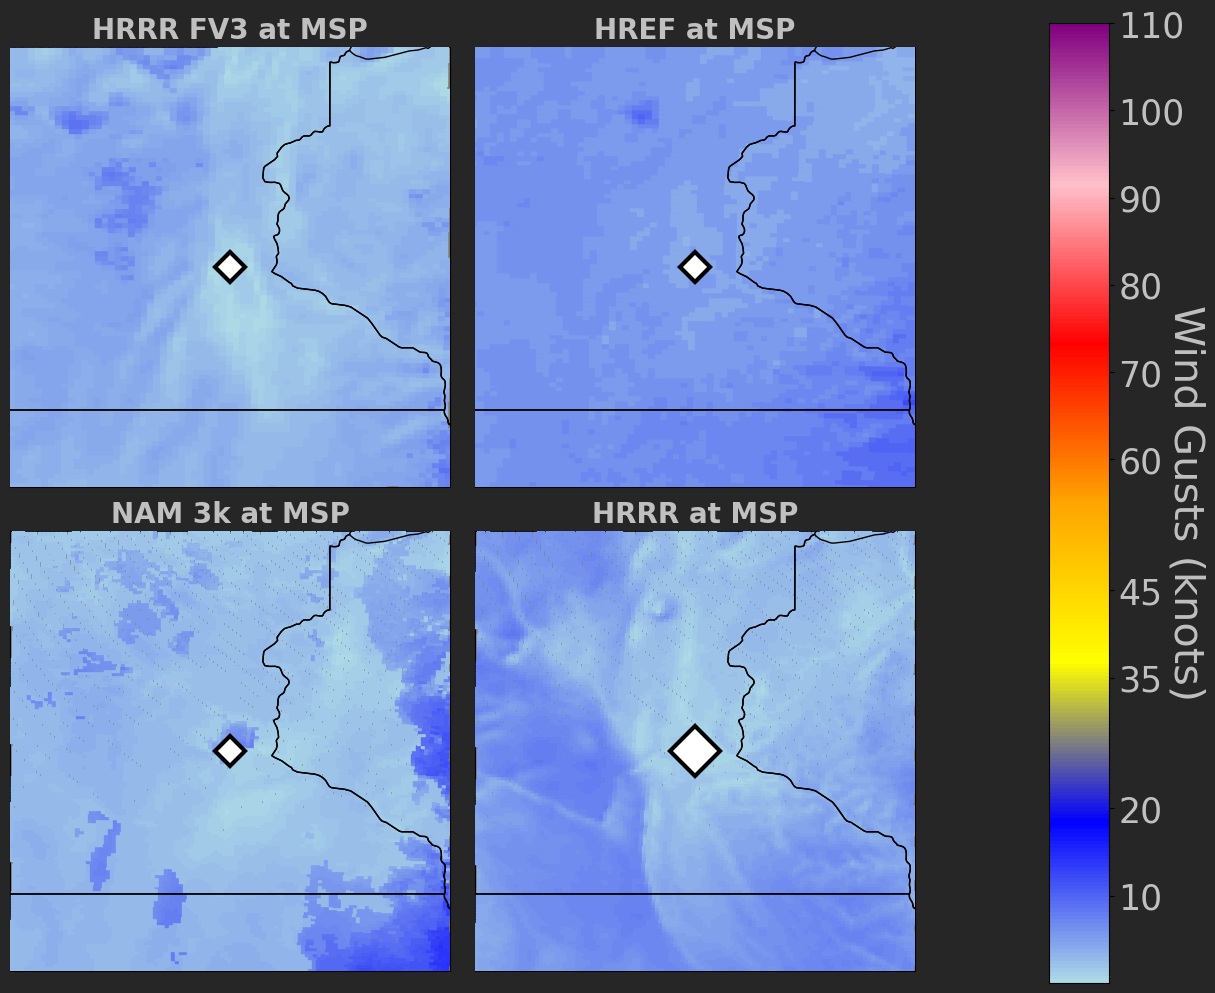 HRRR FV3 at MSP
HREF at MSP
NAM 3k at MSP
HRRR at MSP
110
100
90
80
70
60
45
35
20
10
Wind Gusts (knots)